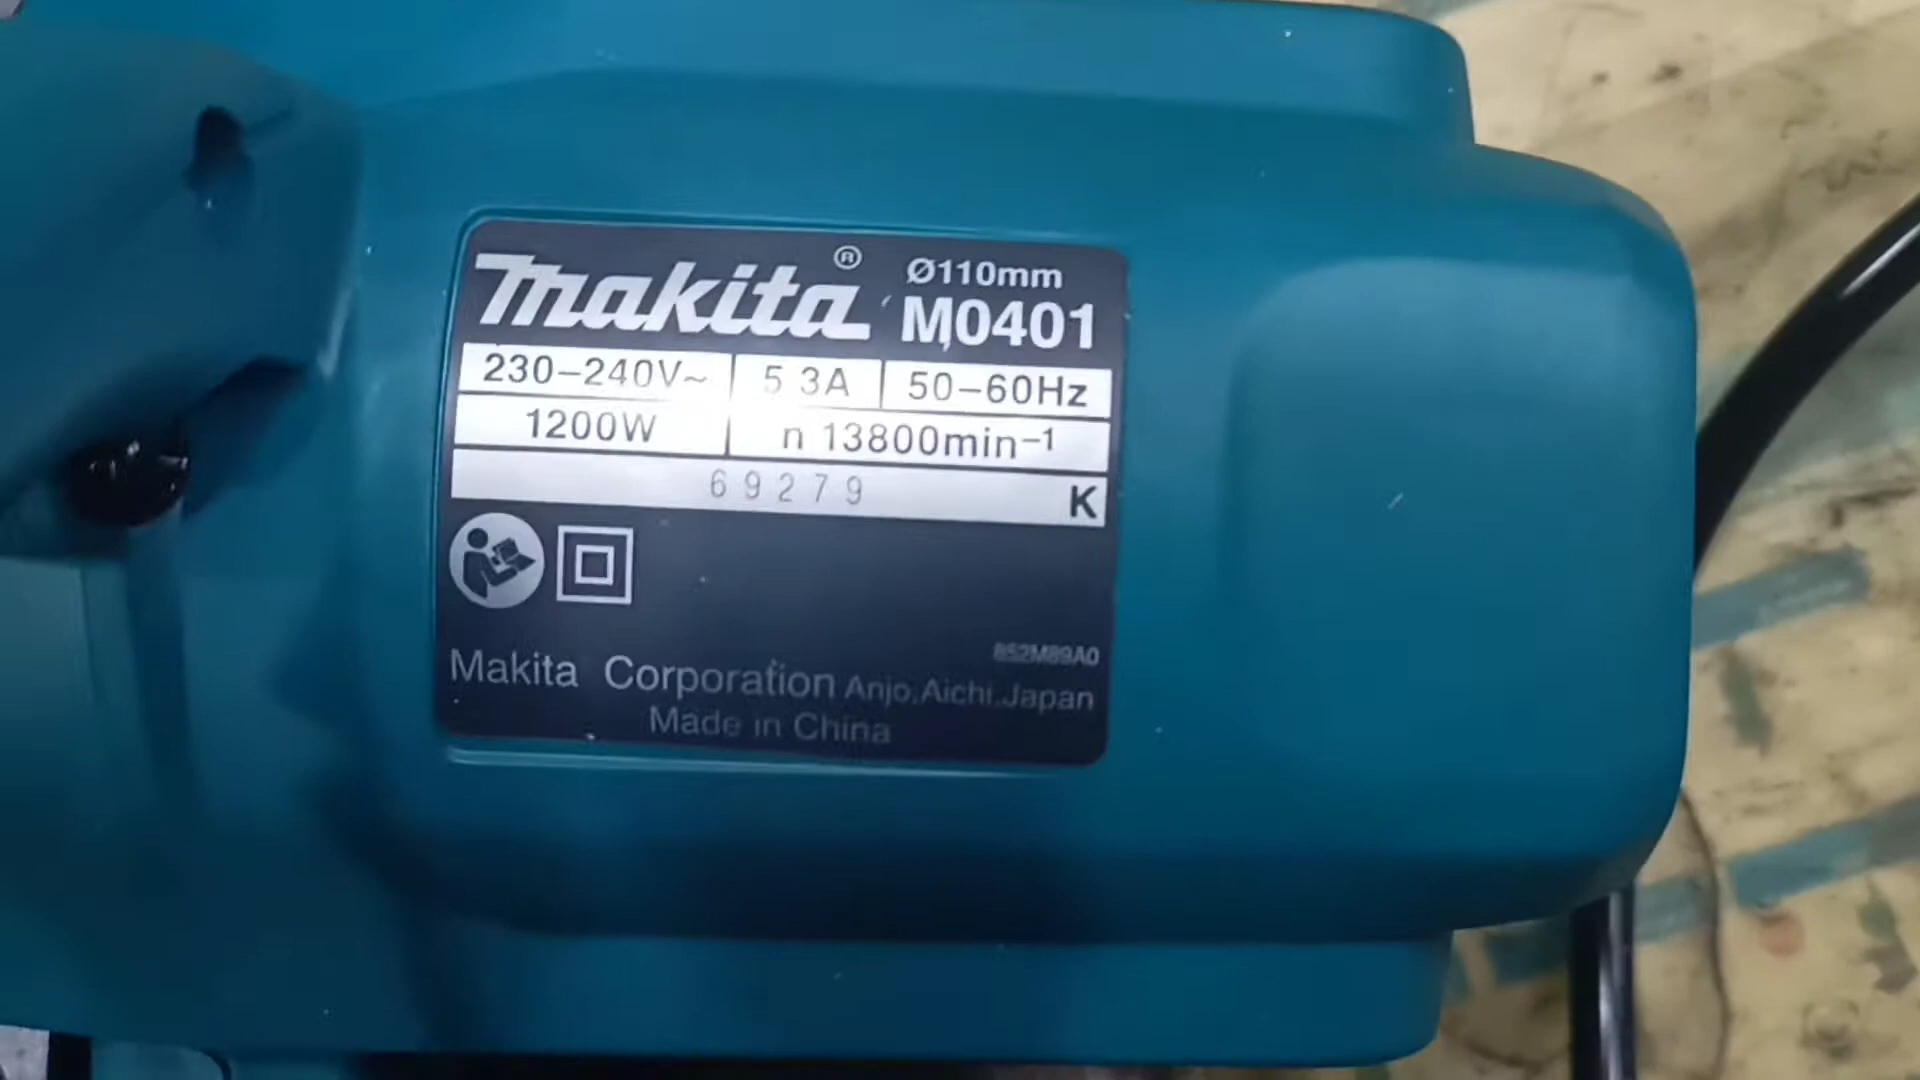 makita® Ø110mm
M0401
230-240V~ 5.3A 50-60Hz
1200W n 13800min⁻¹
69279 K
852M89A0
Makita Corporation Anjo,Aichi,Japan
Made in China